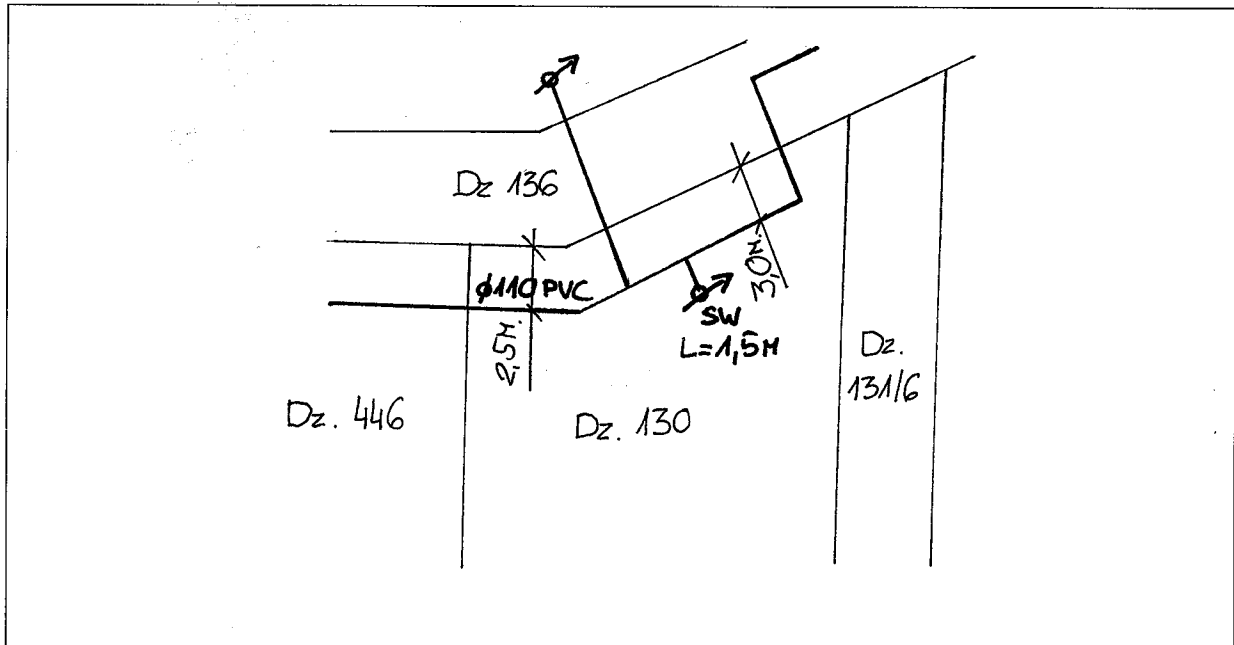 Dz 136
ϕ110 PVC
2,5M.
3,0M.
SW
L=1,5M
Dz.
131/6
Dz. 446
Dz. 130